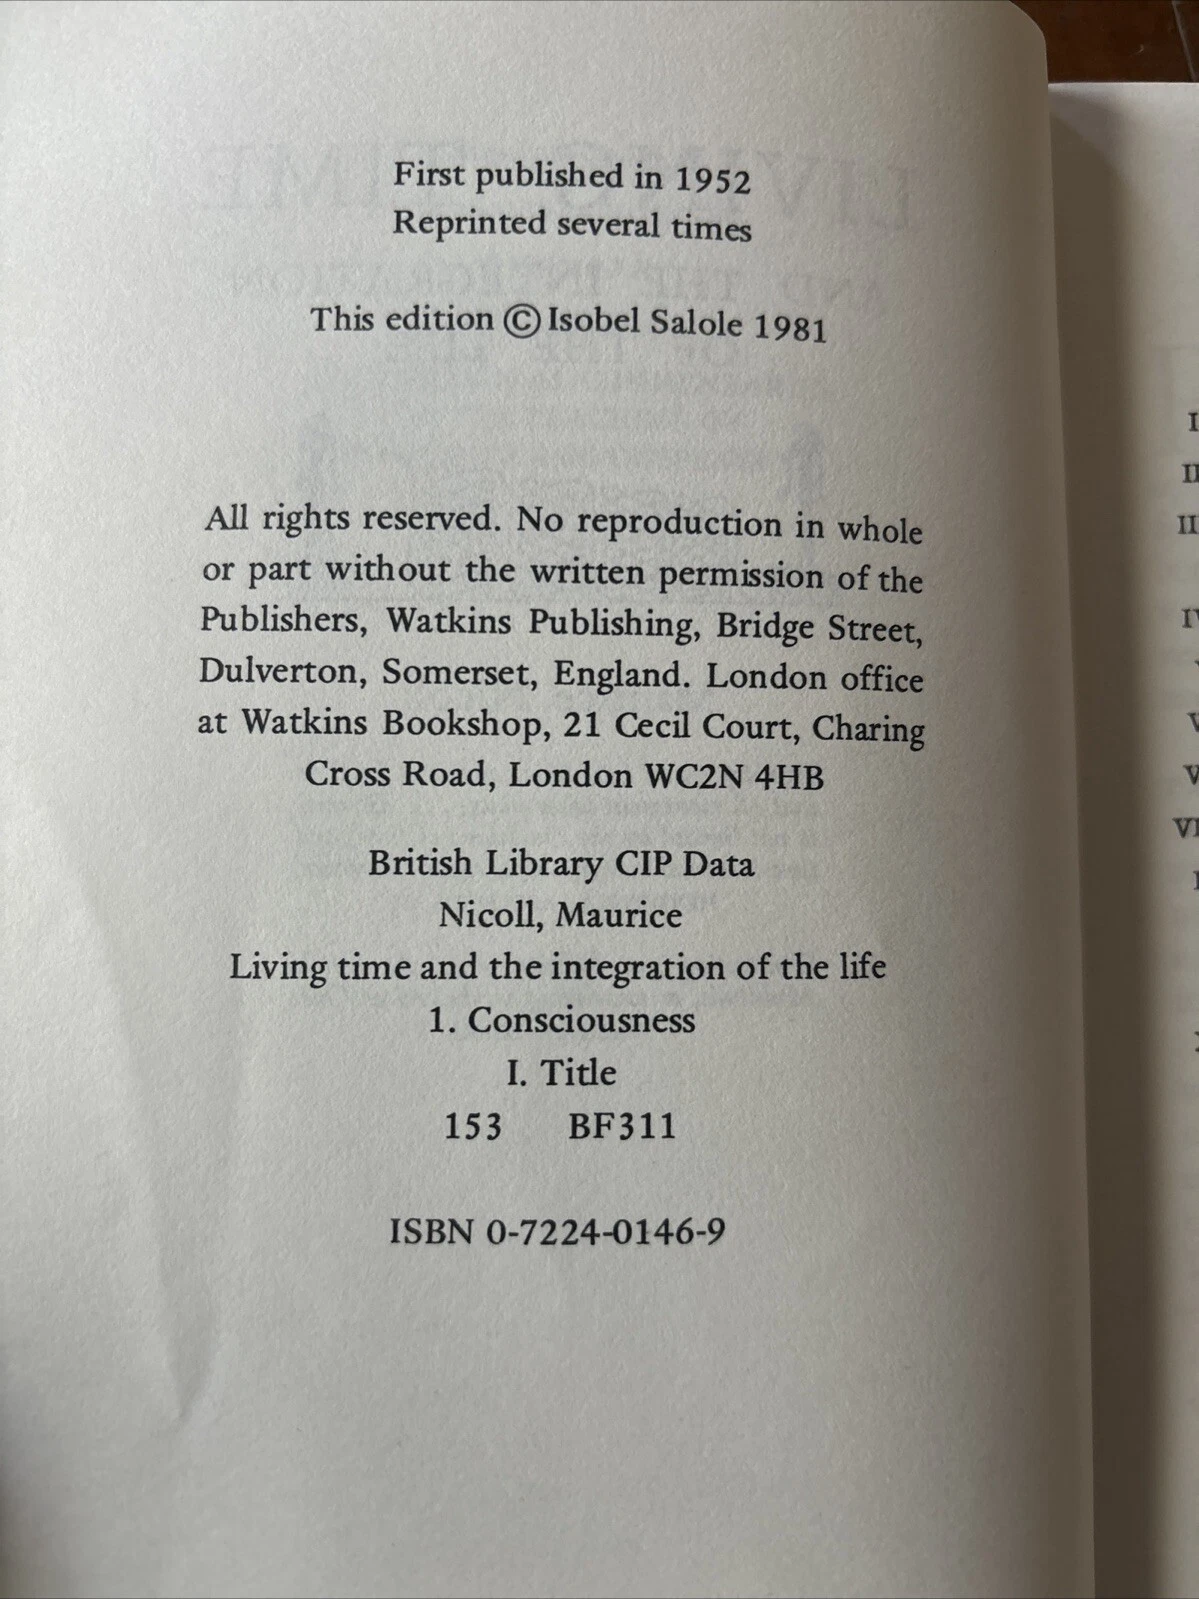 First published in 1952
Reprinted several times
This edition © Isobel Salole 1981
All rights reserved. No reproduction in whole
or part without the written permission of the
Publishers, Watkins Publishing, Bridge Street,
Dulverton, Somerset, England. London office
at Watkins Bookshop, 21 Cecil Court, Charing
Cross Road, London WC2N 4HB
British Library CIP Data
Nicoll, Maurice
Living time and the integration of the life
1. Consciousness
I. Title
153 BF311
ISBN 0-7224-0146-9